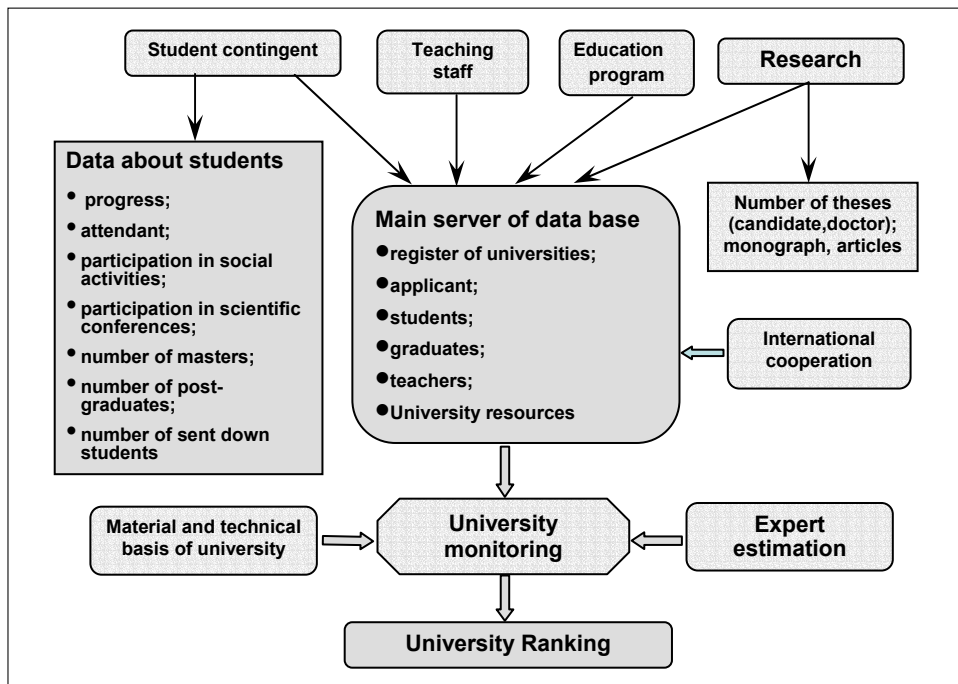 Student contingent
Teaching
staff
Education
program
Research
Data about students
• progress;
• attendant;
• participation in social
activities;
• participation in scientific
conferences;
• number of masters;
• number of post-
graduates;
• number of sent down
students
Main server of data base
●register of universities;
●applicant;
●students;
●graduates;
●teachers;
●University resources
Number of theses
(candidate,doctor);
monograph, articles
International
cooperation
Material and technical
basis of university
University
monitoring
Expert
estimation
University Ranking